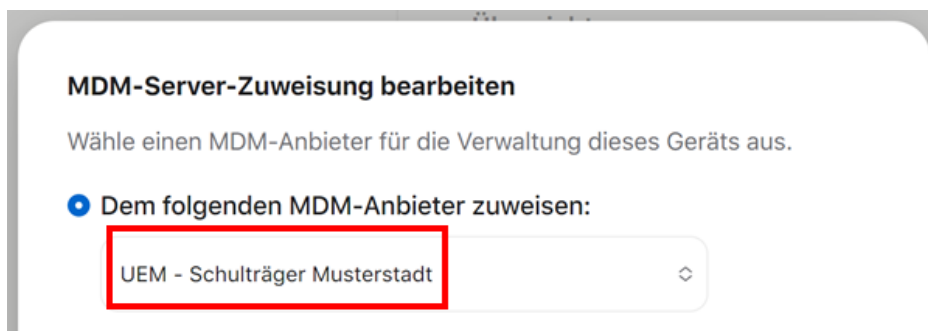 MDM-Server-Zuweisung bearbeiten
Wähle einen MDM-Anbieter für die Verwaltung dieses Geräts aus.
Dem folgenden MDM-Anbieter zuweisen:
UEM - Schulträger Musterstadt